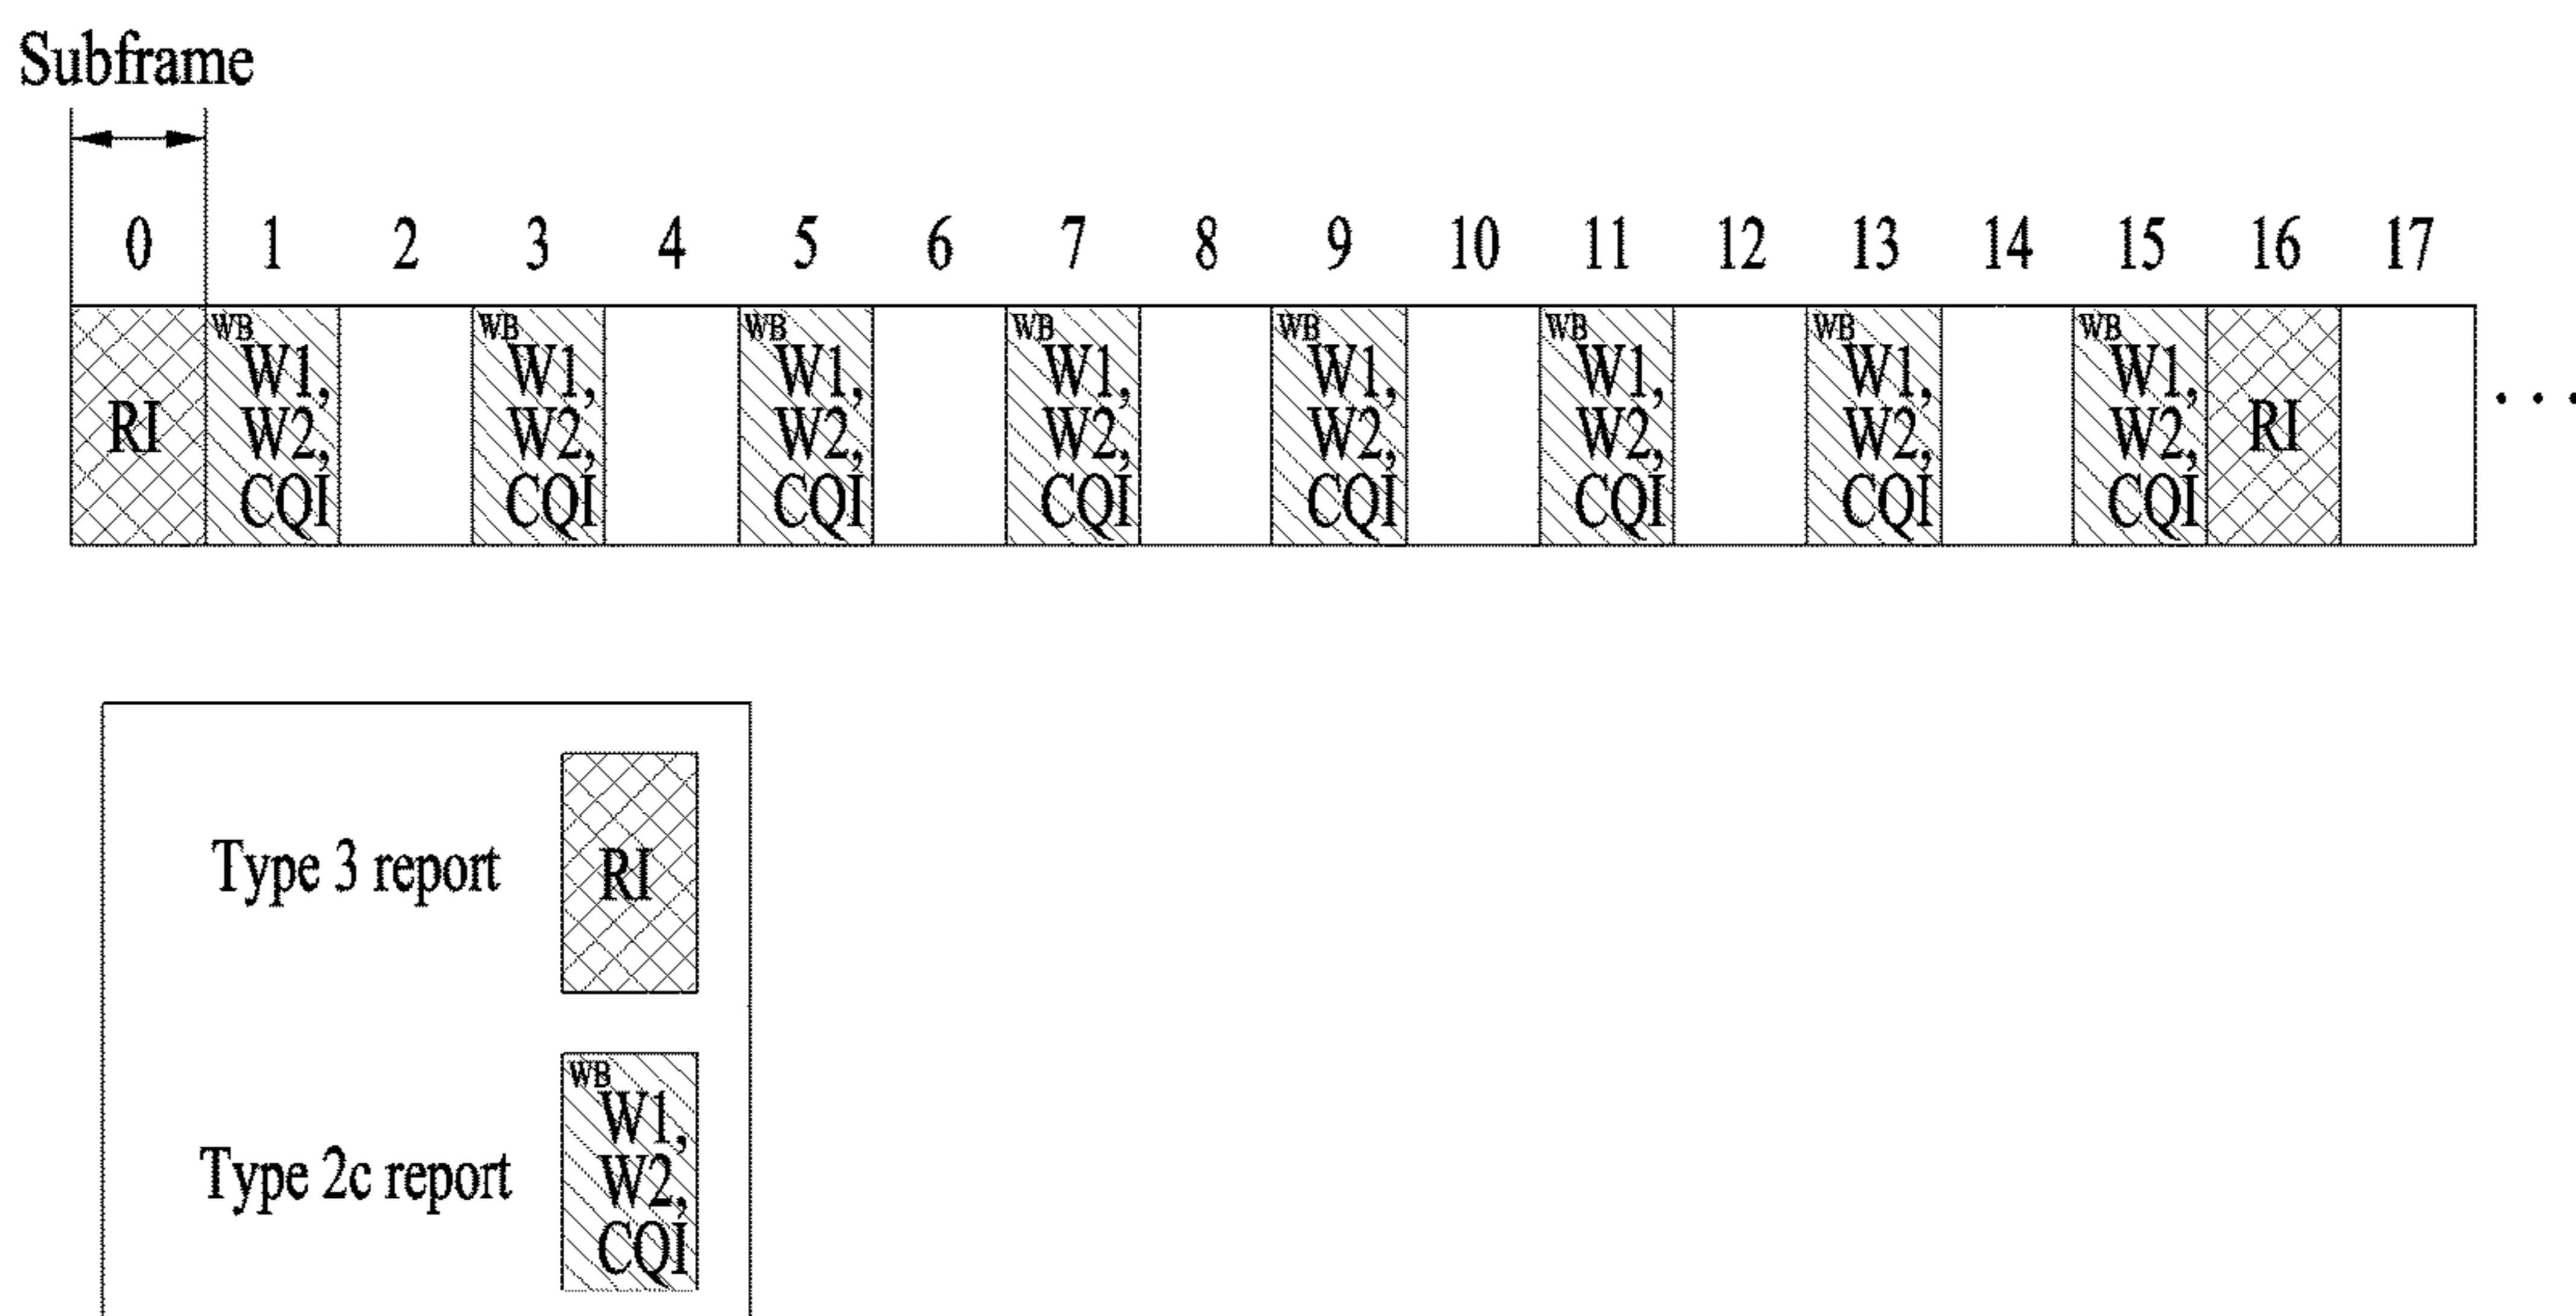 Subframe
0 1 2 3 4 5 6 7 8 9 10 11 12 13 14 15 16 17
WB WB WB WB WB WB WB WB
W1, W1, W1, W1, W1, W1, W1, W1,
RI W2, W2, W2, W2, W2, W2, W2, W2, RI . . .
CQI CQI CQI CQI CQI CQI CQI CQI
Type 3 report RI
WB
W1,
Type 2c report W2,
CQI